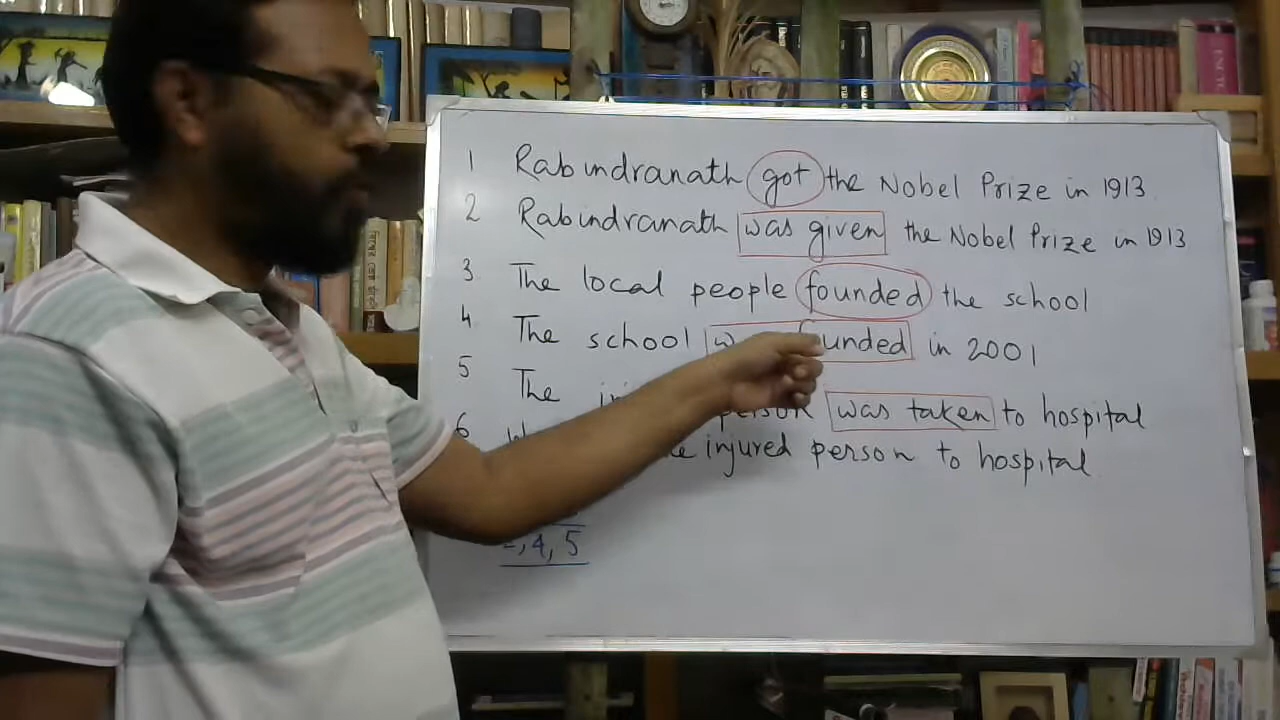 1 Rabindranath got the Nobel Prize in 1913
2 Rabindranath was given the Nobel Prize in 1913
3 The local people founded the school
4 The school founded in 2001
5 The person was taken to hospital
6 injured person to hospital
4, 5